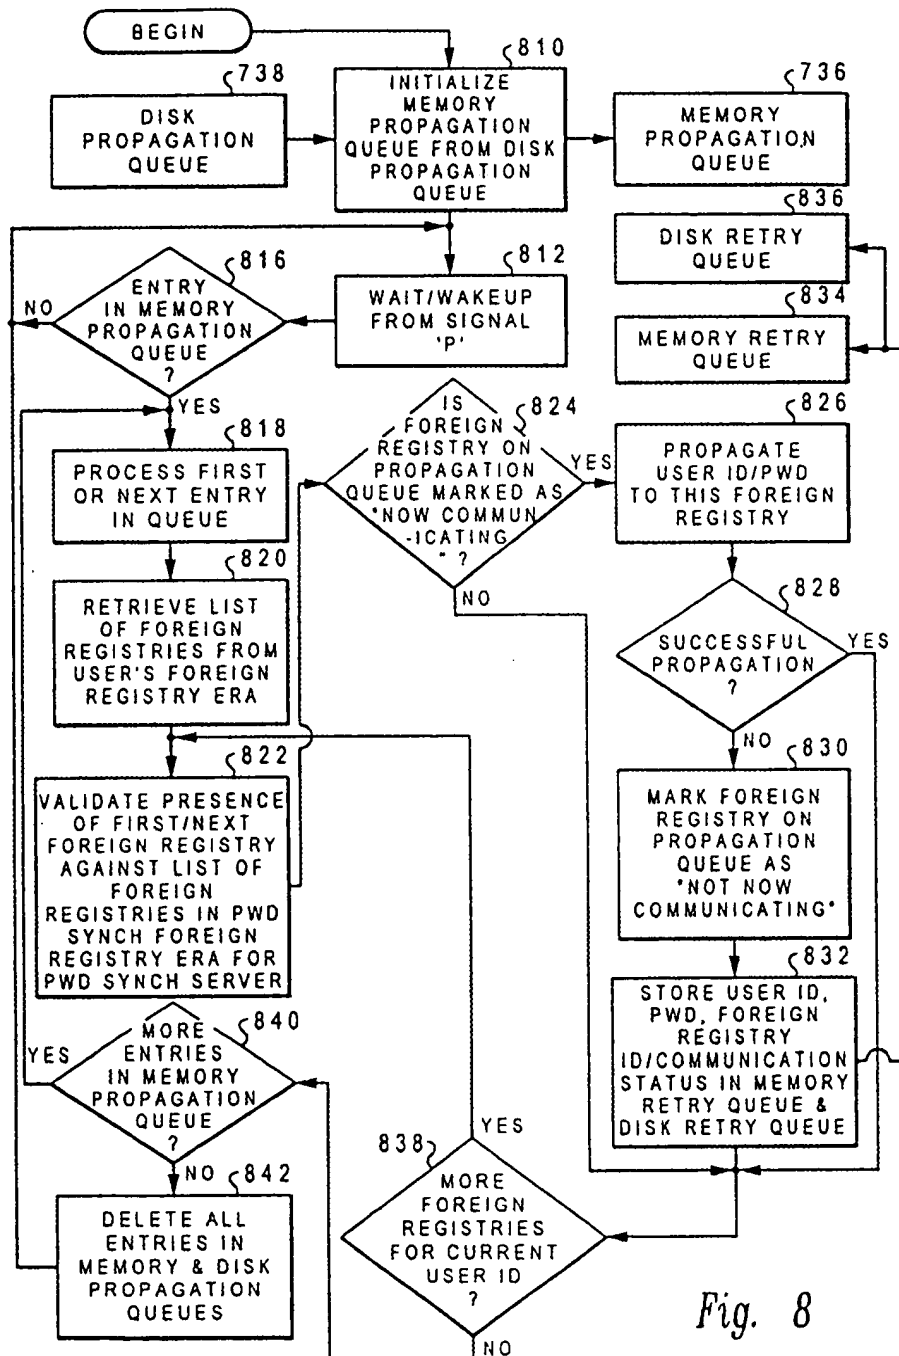 BEGIN
810
INITIALIZE
MEMORY
PROPAGATION
QUEUE FROM DISK
PROPAGATION
QUEUE
738
DISK
PROPAGATION
QUEUE
736
MEMORY
PROPAGATION
QUEUE
836
DISK RETRY
QUEUE
834
MEMORY RETRY
QUEUE
812
WAIT/WAKEUP
FROM SIGNAL
'P'
816
ENTRY
IN MEMORY
PROPAGATION
QUEUE
?
NO
YES
818
PROCESS FIRST
OR NEXT ENTRY
IN QUEUE
820
RETRIEVE LIST
OF FOREIGN
REGISTRIES FROM
USER'S FOREIGN
REGISTRY ERA
822
VALIDATE PRESENCE
OF FIRST/NEXT
FOREIGN REGISTRY
AGAINST LIST OF
FOREIGN
REGISTRIES IN PWD
SYNCH FOREIGN
REGISTRY ERA FOR
PWD SYNCH SERVER
824
IS
FOREIGN
REGISTRY ON
PROPAGATION
QUEUE MARKED AS
"NOW COMMUN
-ICATING
" ?
YES
NO
826
PROPAGATE
USER ID/PWD
TO THIS FOREIGN
REGISTRY
828
SUCCESSFUL
PROPAGATION
?
YES
NO
830
MARK FOREIGN
REGISTRY ON
PROPAGATION
QUEUE AS
"NOT NOW
COMMUNICATING"
832
STORE USER ID,
PWD, FOREIGN
REGISTRY
ID/COMMUNICATION
STATUS IN MEMORY
RETRY QUEUE &
DISK RETRY QUEUE
838
MORE
FOREIGN
REGISTRIES
FOR CURRENT
USER ID
?
YES
NO
840
MORE
ENTRIES
IN MEMORY
PROPAGATION
QUEUE
?
YES
NO
842
DELETE ALL
ENTRIES IN
MEMORY & DISK
PROPAGATION
QUEUES
Fig. 8